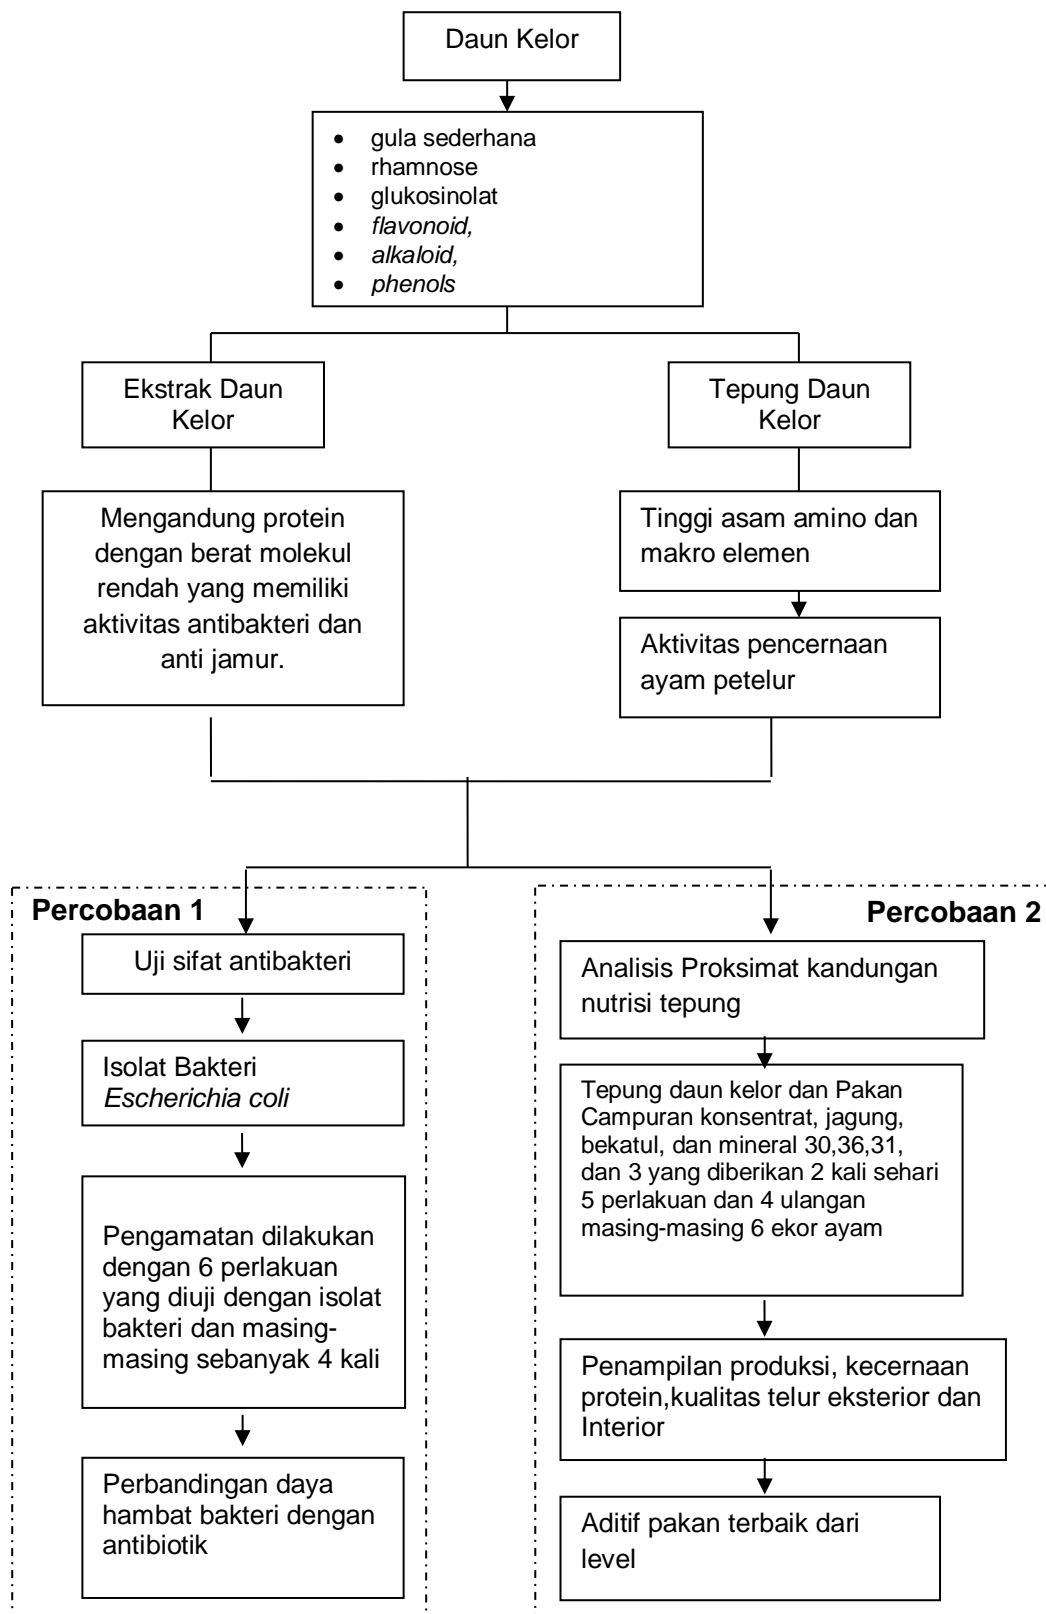 Daun Kelor
• gula sederhana
• rhamnose
• glukosinolat
• flavonoid,
• alkaloid,
• phenols
Ekstrak Daun
Kelor
Tepung Daun
Kelor
Mengandung protein
dengan berat molekul
rendah yang memiliki
aktivitas antibakteri dan
anti jamur.
Tinggi asam amino dan
makro elemen
Aktivitas pencernaan
ayam petelur
Percobaan 1
Uji sifat antibakteri
Isolat Bakteri
Escherichia coli
Pengamatan dilakukan
dengan 6 perlakuan
yang diuji dengan isolat
bakteri dan masing-
masing sebanyak 4 kali
Perbandingan daya
hambat bakteri dengan
antibiotik
Percobaan 2
Analisis Proksimat kandungan
nutrisi tepung
Tepung daun kelor dan Pakan
Campuran konsentrat, jagung,
bekatul, dan mineral 30,36,31,
dan 3 yang diberikan 2 kali sehari
5 perlakuan dan 4 ulangan
masing-masing 6 ekor ayam
Penampilan produksi, kecernaan
protein,kualitas telur eksterior dan
Interior
Aditif pakan terbaik dari
level